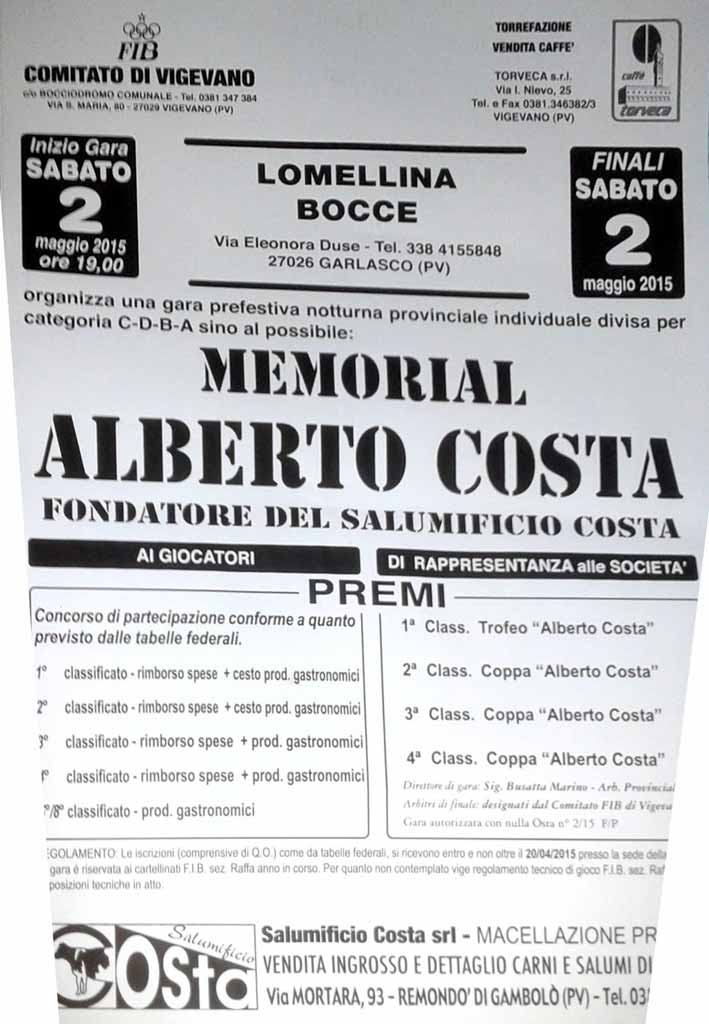 FIB
COMITATO DI VIGEVANO
c/o BOCCIODROMO COMUNALE - Tel. 0381 347 384
VIA S. MARIA, 80 - 27029 VIGEVANO (PV)
TORREFAZIONE
VENDITA CAFFE'
TORVECA s.r.l.
Via I. Nievo, 25
Tel. e Fax 0381.346382/3
VIGEVANO (PV)
caffè
torveca
Inizio Gara
SABATO
2
maggio 2015
ore 19,00
LOMELLINA
BOCCE
Via Eleonora Duse - Tel. 338 4155848
27026 GARLASCO (PV)
FINALI
SABATO
2
maggio 2015
organizza una gara prefestiva notturna provinciale individuale divisa per
categoria C-D-B-A sino al possibile:
MEMORIAL
ALBERTO COSTA
FONDATORE DEL SALUMIFICIO COSTA
AI GIOCATORI
DI RAPPRESENTANZA alle SOCIETA'
PREMI
Concorso di partecipazione conforme a quanto
previsto dalle tabelle federali.
1° classificato - rimborso spese + cesto prod. gastronomici
2° classificato - rimborso spese + cesto prod. gastronomici
3° classificato - rimborso spese + prod. gastronomici
° classificato - rimborso spese + prod. gastronomici
°/8° classificato - prod. gastronomici
1ª Class. Trofeo "Alberto Costa"
2ª Class. Coppa "Alberto Costa"
3ª Class. Coppa "Alberto Costa"
4ª Class. Coppa "Alberto Costa"
Direttore di gara: Sig. Busatta Marino - Arb. Provincial
Arbitri di finale: designati dal Comitato FIB di Vigeva
Gara autorizzata con nulla Osta n° 2/15 F/P
GOLAMENTO: Le iscrizioni (comprensive di Q.O.) come da tabelle federali, si ricevono entro e non oltre il 20/04/2015 presso la sede della
gara è riservata ai cartellinati F.I.B. sez. Raffa anno in corso. Per quanto non contemplato vige regolamento tecnico di gioco F.I.B. sez. Raf
posizioni tecniche in atto.
Salumificio
Costa
Salumificio Costa srl - MACELLAZIONE PR
VENDITA INGROSSO E DETTAGLIO CARNI E SALUMI DI
Via MORTARA, 93 - REMONDO' DI GAMBOLÒ (PV) - Tel. 03